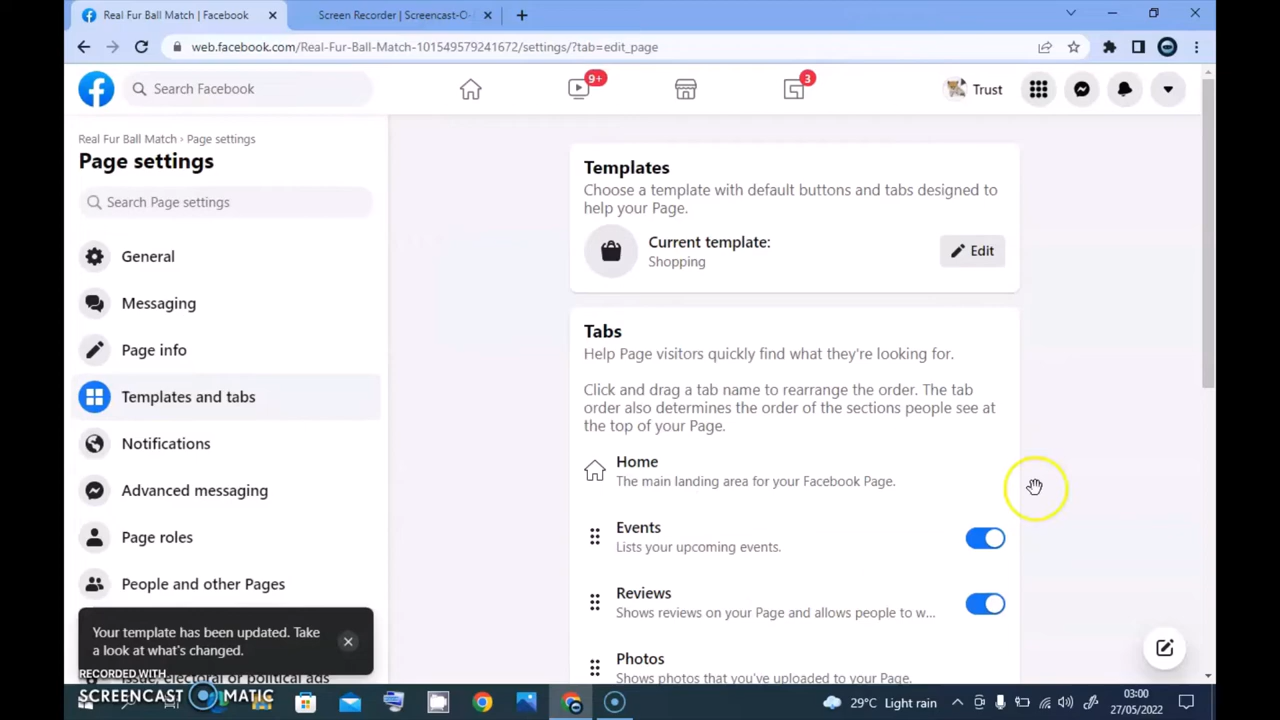 Real Fur Ball Match | Facebook
Screen Recorder | Screencast-O-
web.facebook.com/Real-Fur-Ball-Match-101549579241672/settings/?tab=edit_page
Search Facebook
9+
3
Trust
Real Fur Ball Match › Page settings
Page settings
Search Page settings
General
Messaging
Page info
Templates and tabs
Notifications
Advanced messaging
Page roles
People and other Pages
Issue, electoral or political ads
Your template has been updated. Take
a look at what's changed.
Templates
Choose a template with default buttons and tabs designed to
help your Page.
Current template:
Shopping
Edit
Tabs
Help Page visitors quickly find what they're looking for.
Click and drag a tab name to rearrange the order. The tab
order also determines the order of the sections people see at
the top of your Page.
Home
The main landing area for your Facebook Page.
Events
Lists your upcoming events.
Reviews
Shows reviews on your Page and allows people to w...
Photos
Shows photos that you've uploaded to your Page.
RECORDED WITH
SCREENCAST MATIC
29°C Light rain
03:00
27/05/2022